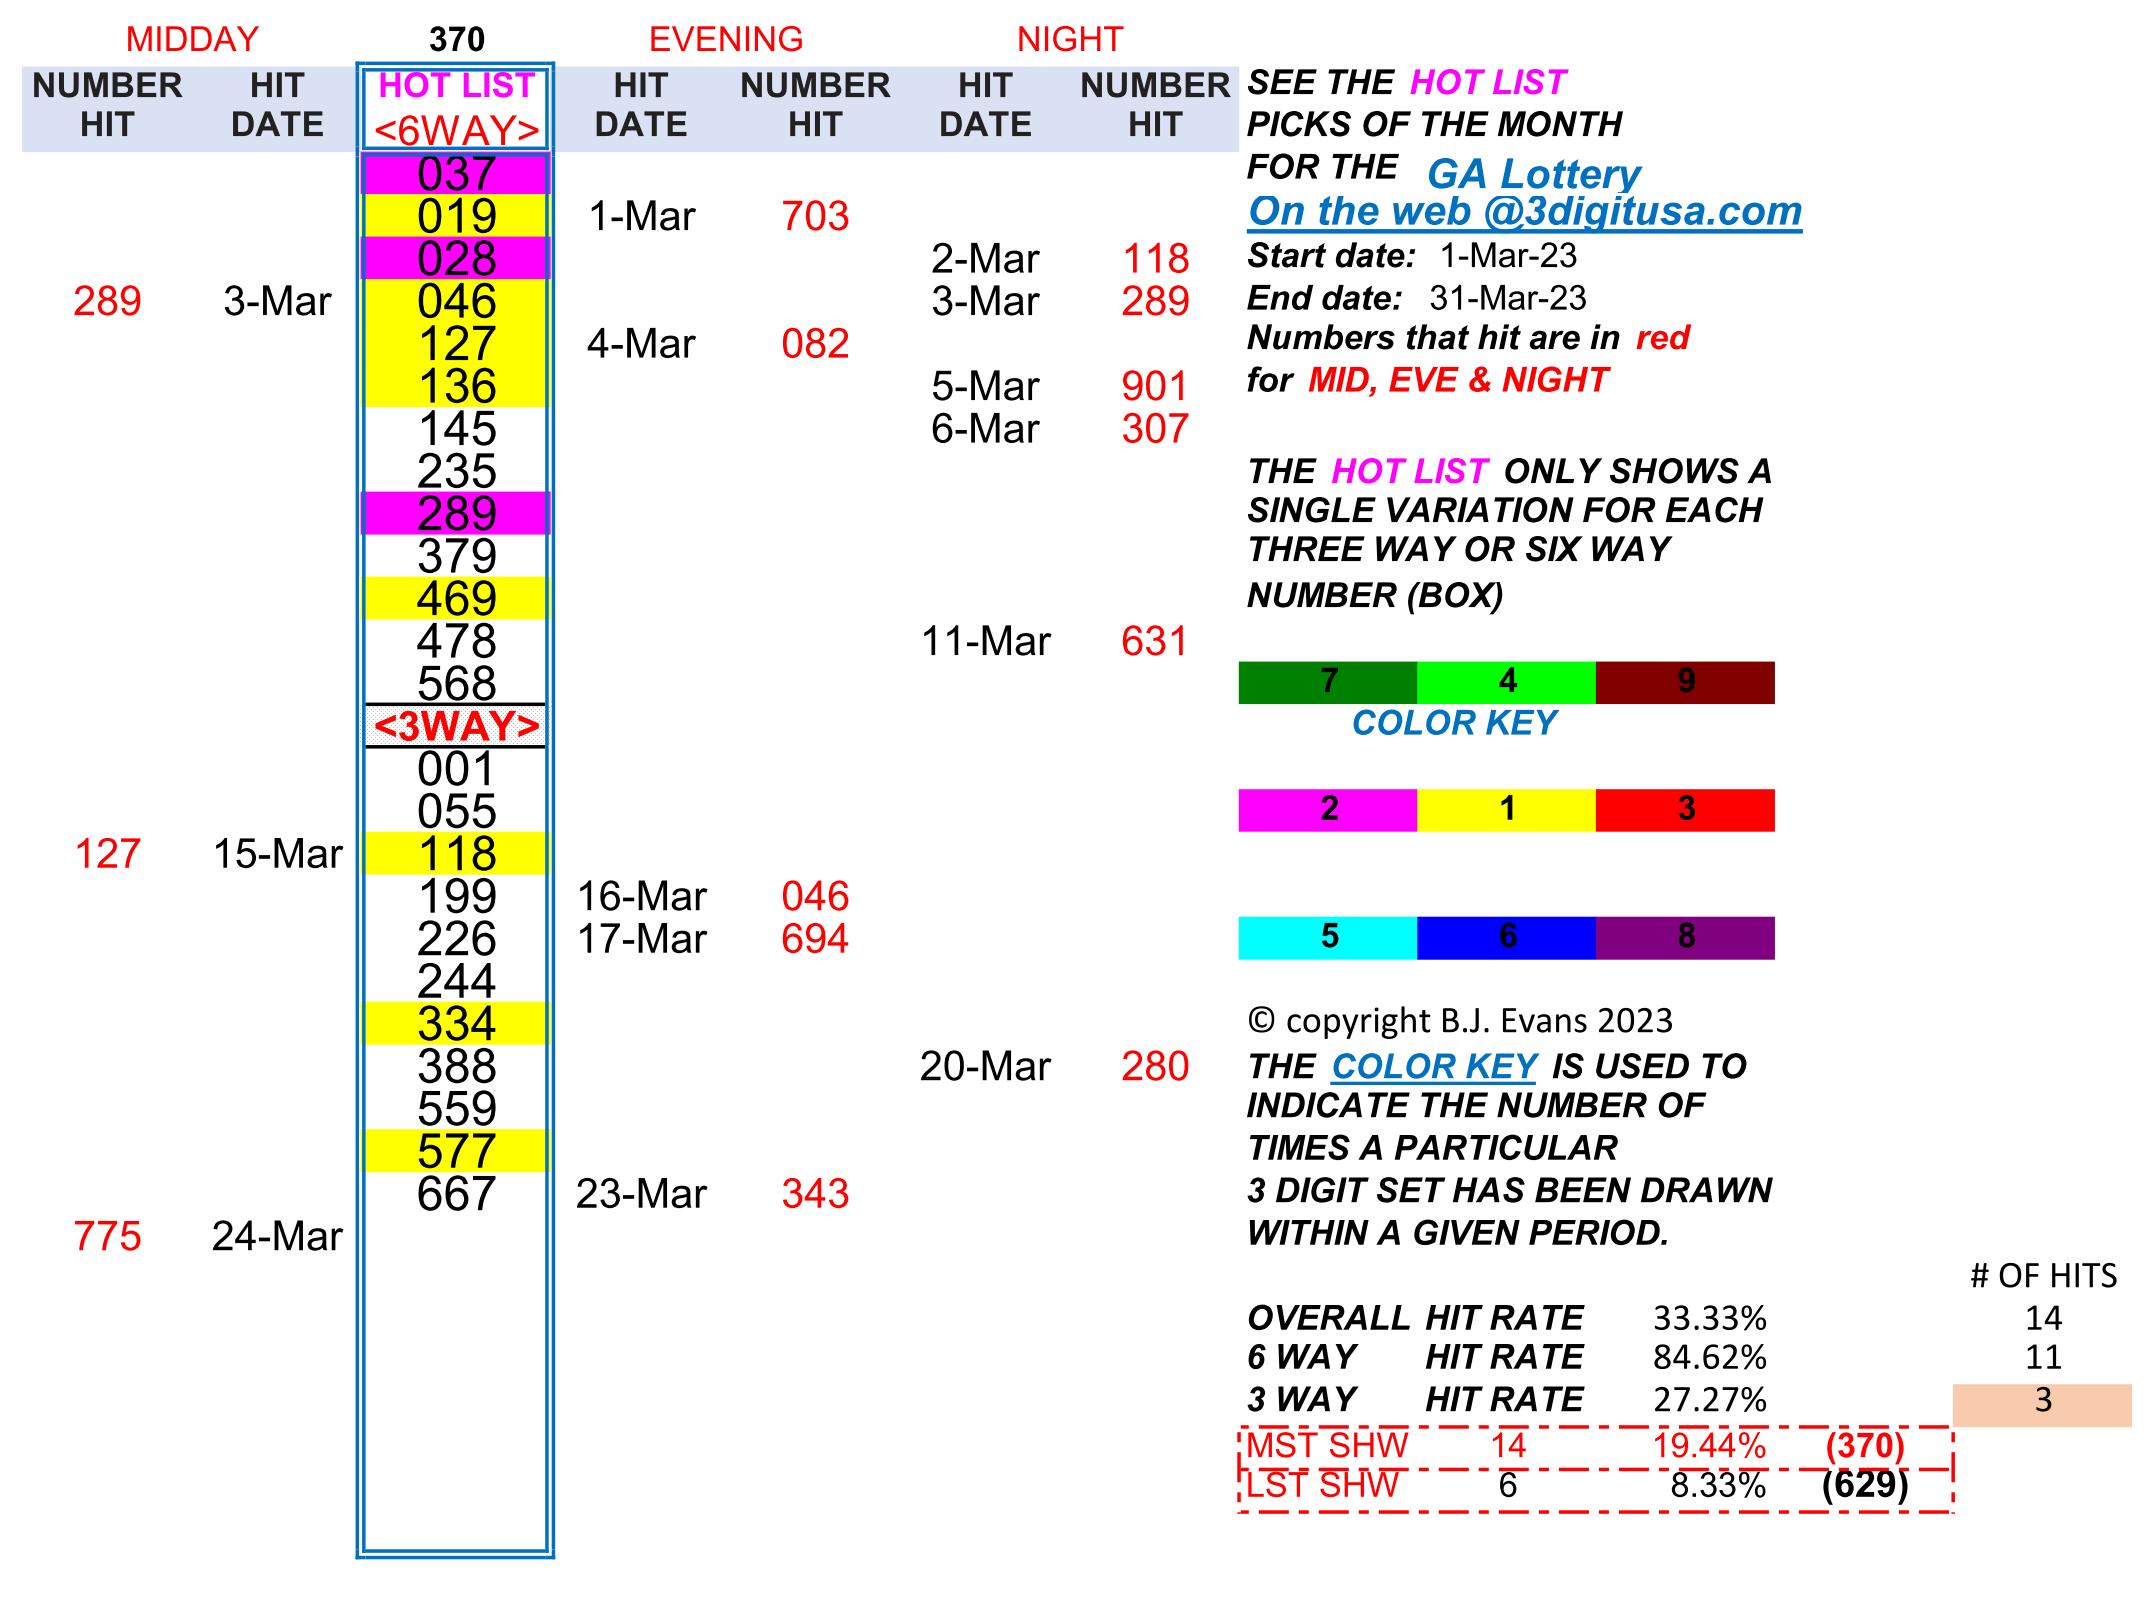 MIDDAY 370 EVENING NIGHT
NUMBER HIT HOT LIST HIT NUMBER HIT NUMBER SEE THE HOT LIST
HIT DATE <6WAY> DATE HIT DATE HIT PICKS OF THE MONTH
037 FOR THE GA Lottery
019 1-Mar 703 On the web @3digitusa.com
028 2-Mar 118 Start date: 1-Mar-23
289 3-Mar 046 3-Mar 289 End date: 31-Mar-23
127 4-Mar 082 Numbers that hit are in red
136 5-Mar 901 for MID, EVE & NIGHT
145 6-Mar 307
235 THE HOT LIST ONLY SHOWS A
289 SINGLE VARIATION FOR EACH
379 THREE WAY OR SIX WAY
469 NUMBER (BOX)
478 11-Mar 631
568 7 4 9
<3WAY> COLOR KEY
001
055 2 1 3
127 15-Mar 118
199 16-Mar 046
226 17-Mar 694 5 6 8
244
334 © copyright B.J. Evans 2023
388 20-Mar 280 THE COLOR KEY IS USED TO
559 INDICATE THE NUMBER OF
577 TIMES A PARTICULAR
667 23-Mar 343 3 DIGIT SET HAS BEEN DRAWN
775 24-Mar WITHIN A GIVEN PERIOD.
# OF HITS
OVERALL HIT RATE 33.33% 14
6 WAY HIT RATE 84.62% 11
3 WAY HIT RATE 27.27% 3
MST SHW 14 19.44% (370)
LST SHW 6 8.33% (629)